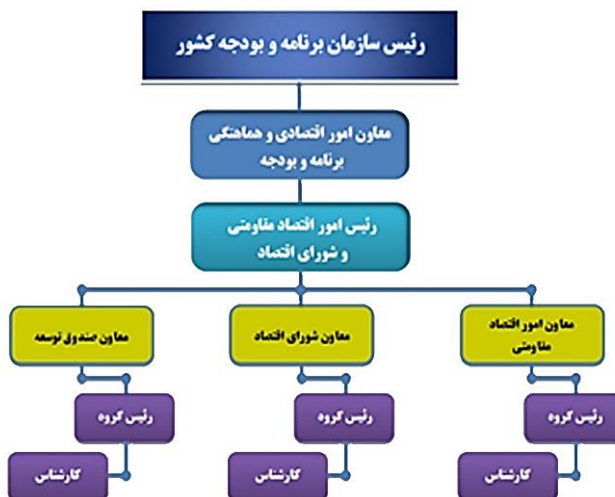 رئیس سازمان برنامه و بودجه کشور
معاون امور اقتصادی و هماهنگی
برنامه و بودجه
رئیس امور اقتصاد مقاومتی
و شورای اقتصاد
معاون امور اقتصاد
مقاومتی
معاون شورای اقتصاد
معاون صندوق توسعه
رئیس گروه
رئیس گروه
رئیس گروه
کارشناس
کارشناس
کارشناس